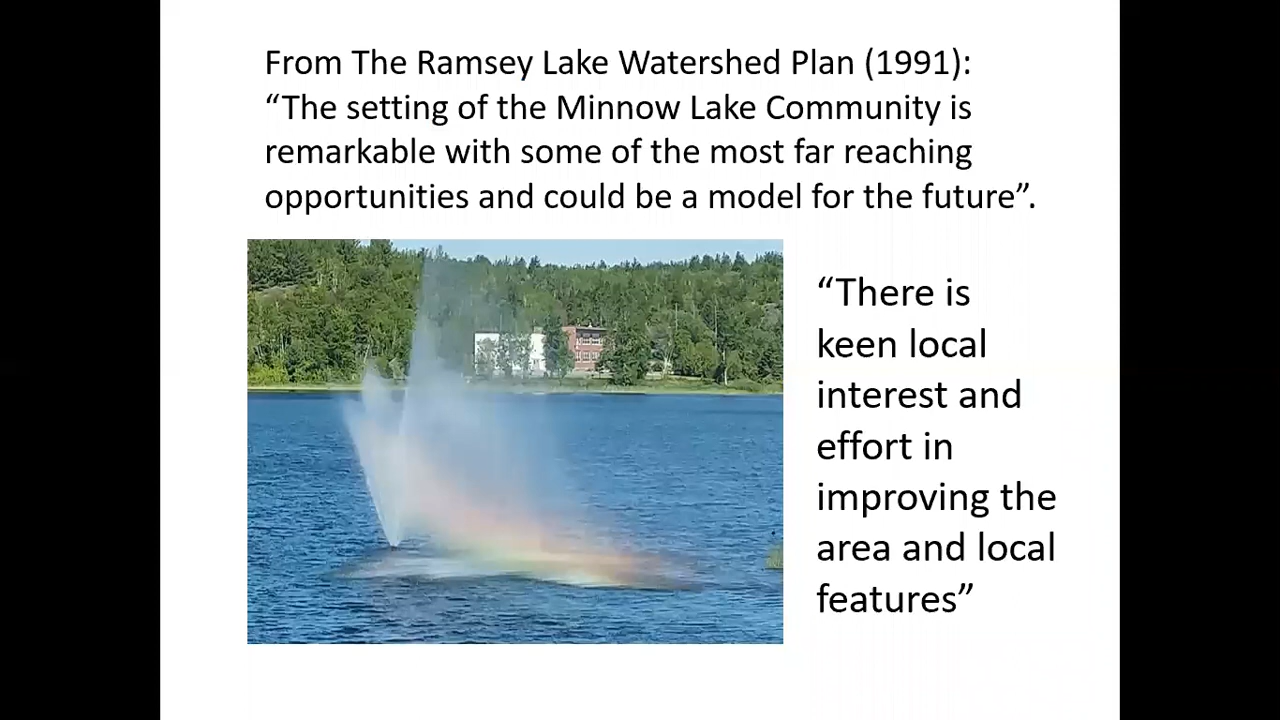 From The Ramsey Lake Watershed Plan (1991):
“The setting of the Minnow Lake Community is
remarkable with some of the most far reaching
opportunities and could be a model for the future”.
“There is
keen local
interest and
effort in
improving the
area and local
features”